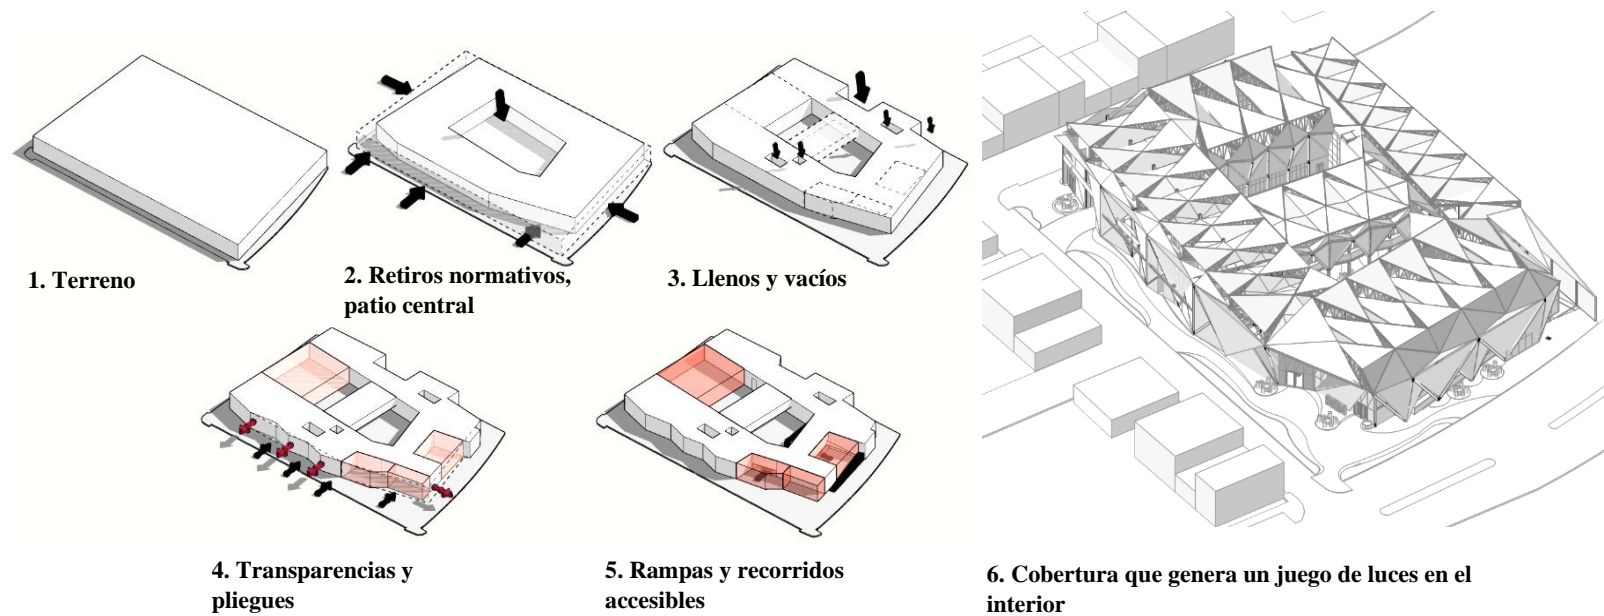 1. Terreno
2. Retiros normativos,
patio central
3. Llenos y vacíos
4. Transparencias y
pliegues
5. Rampas y recorridos
accesibles
6. Cobertura que genera un juego de luces en el
interior